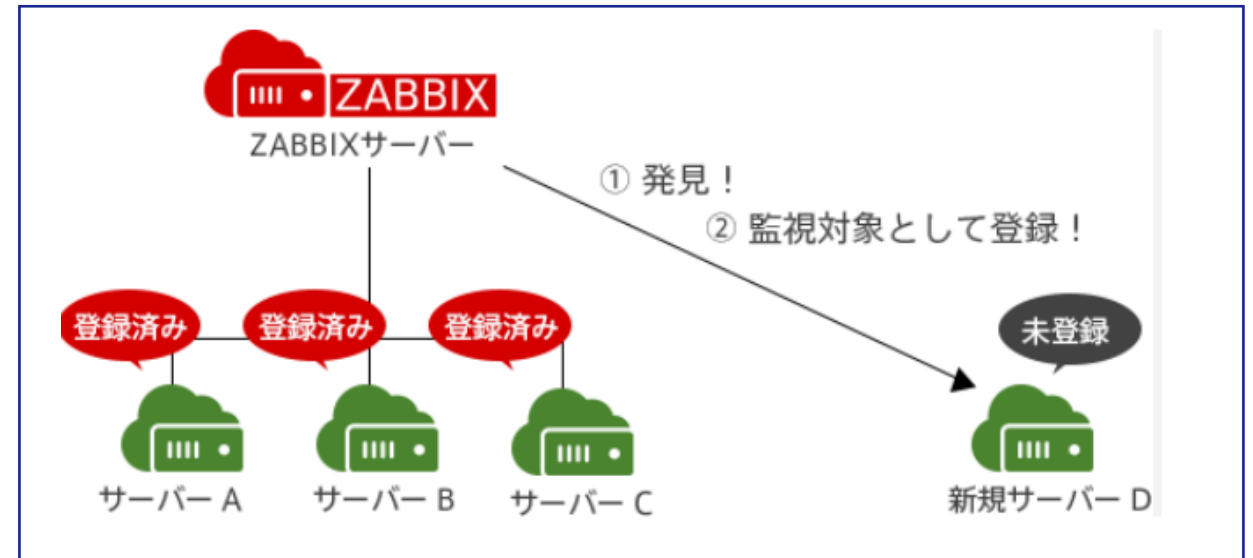 ZABBIX
ZABBIXサーバー
① 発見！
② 監視対象として登録！
登録済み
登録済み
登録済み
未登録
サーバー A
サーバー B
サーバー C
新規サーバー D